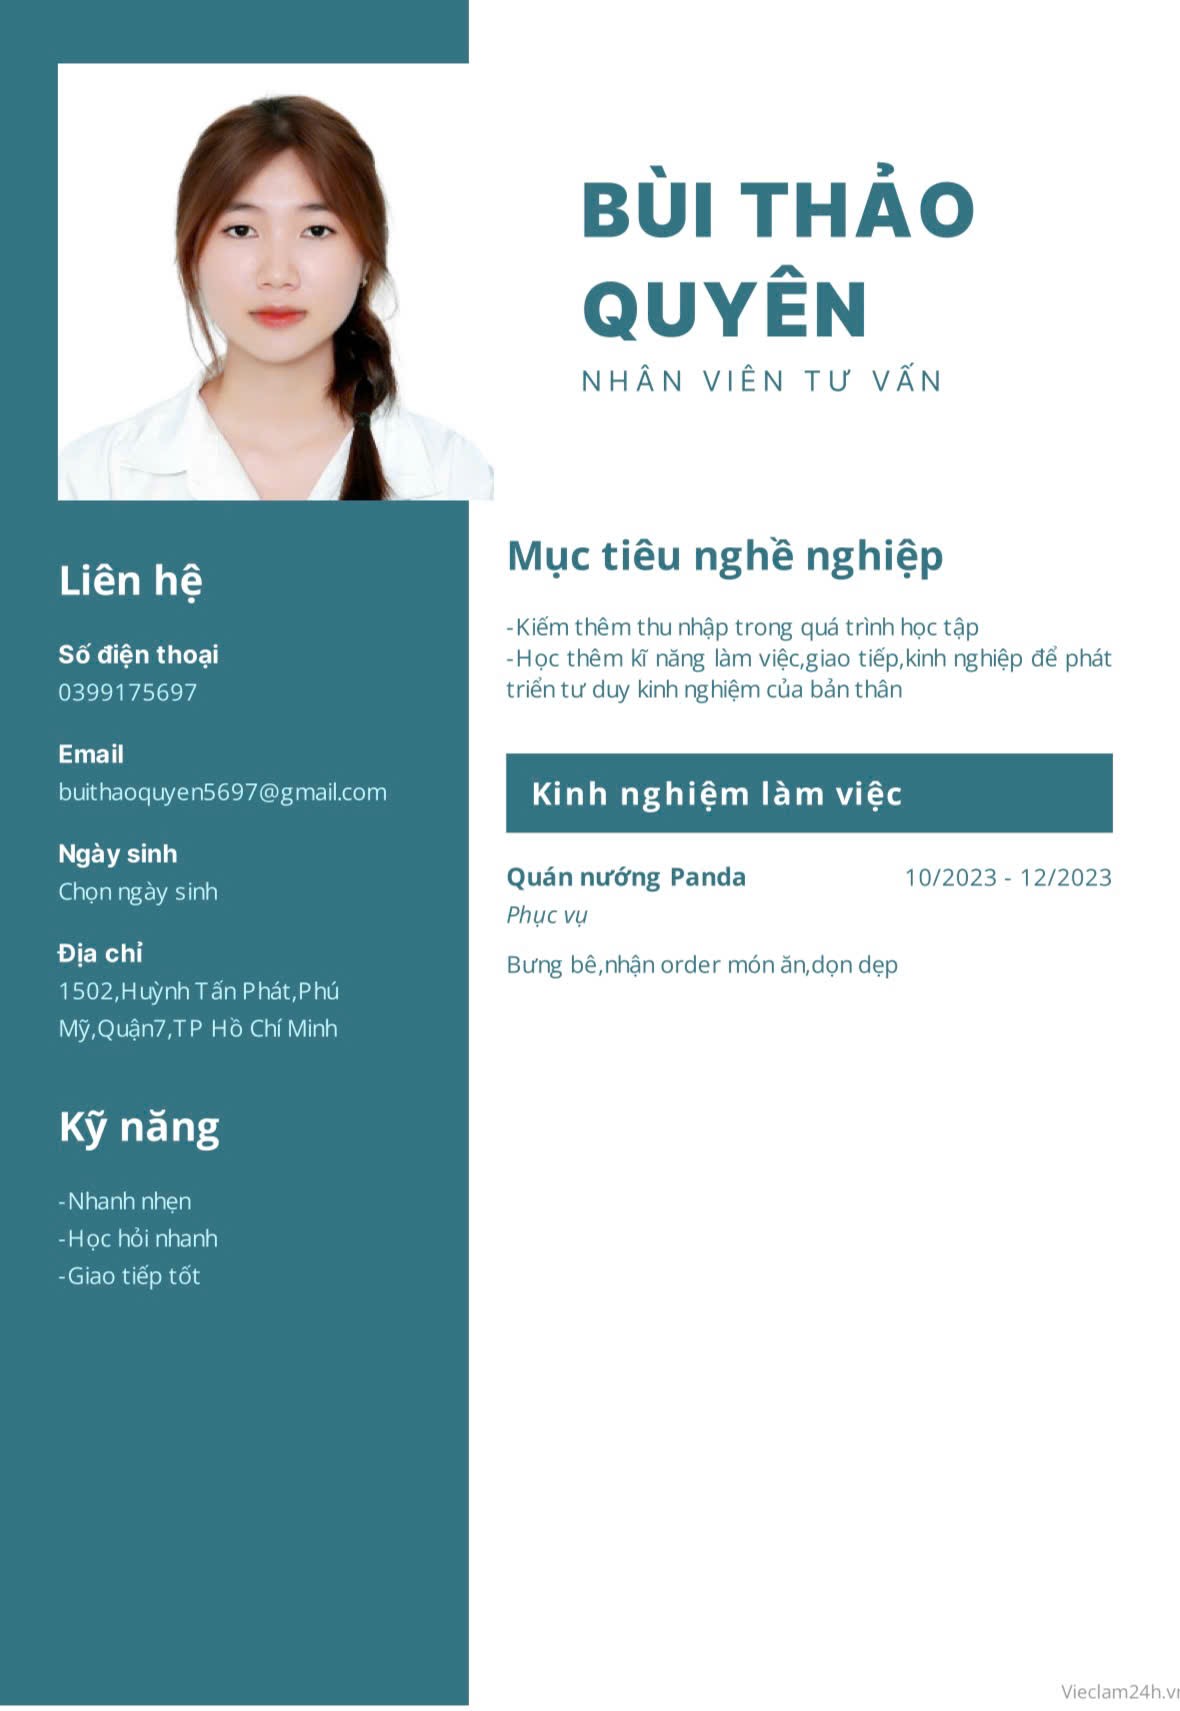 BÙI THẢO
QUYÊN
NHÂN VIÊN TƯ VẤN
Liên hệ
Số điện thoại
0399175697
Email
buithaoquyen5697@gmail.com
Ngày sinh
Chọn ngày sinh
Địa chỉ
1502,Huỳnh Tấn Phát,Phú
Mỹ,Quận7,TP Hồ Chí Minh
Kỹ năng
-Nhanh nhẹn
-Học hỏi nhanh
-Giao tiếp tốt
Mục tiêu nghề nghiệp
-Kiếm thêm thu nhập trong quá trình học tập
-Học thêm kĩ năng làm việc,giao tiếp,kinh nghiệp để phát
triển tư duy kinh nghiệm của bản thân
Kinh nghiệm làm việc
Quán nướng Panda 10/2023 - 12/2023
Phục vụ
Bưng bê,nhận order món ăn,dọn dẹp
Vieclam24h.vn